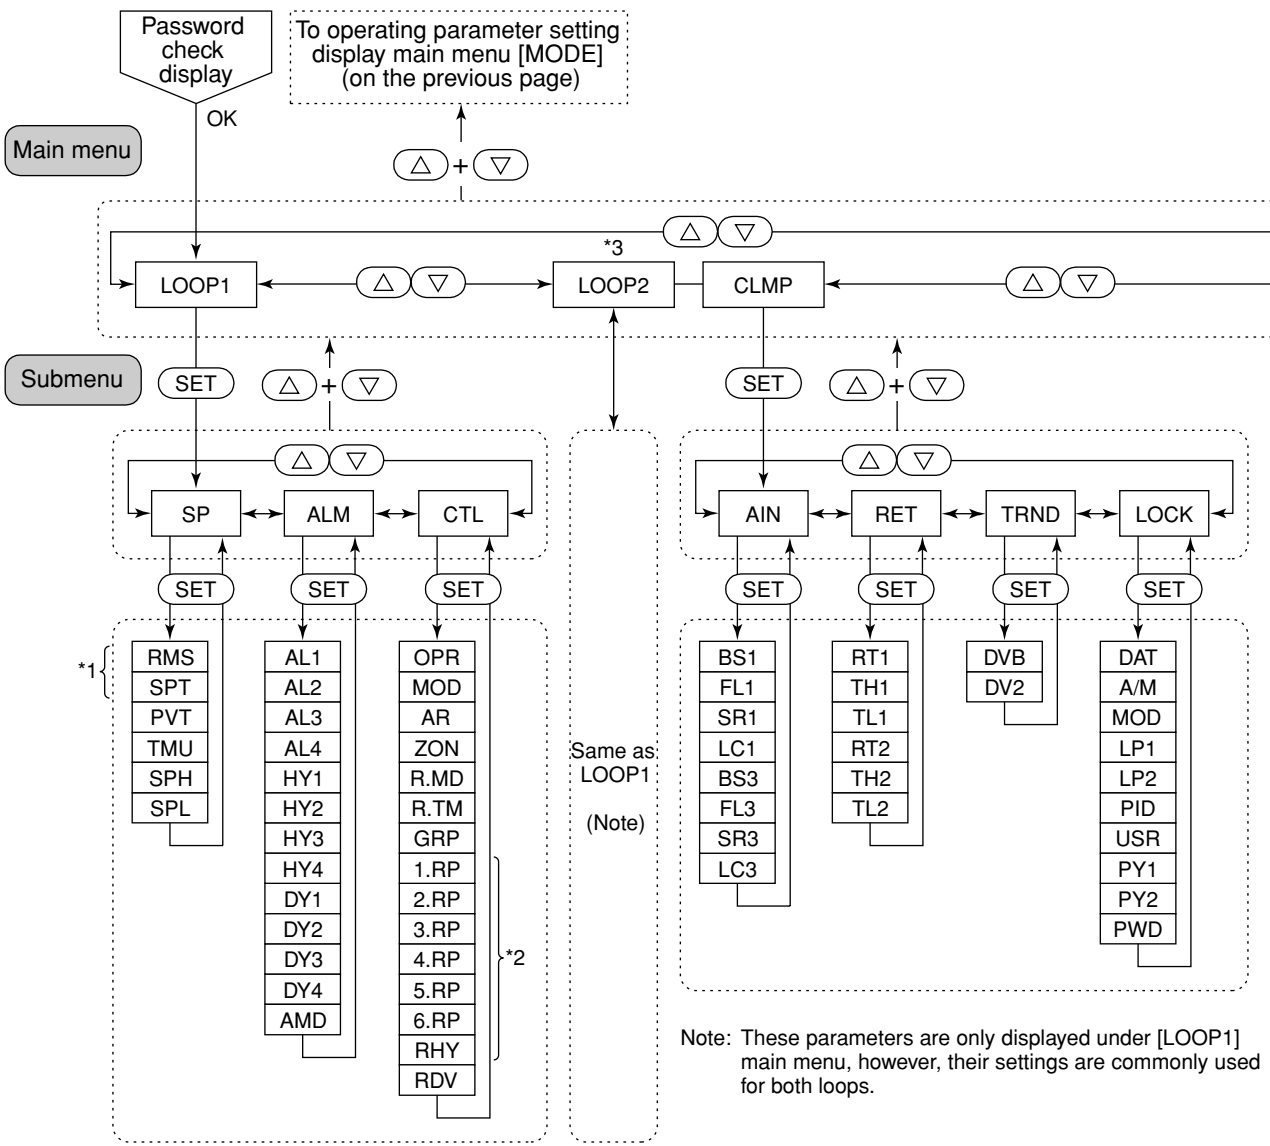 Password
check
display
To operating parameter setting
display main menu [MODE]
(on the previous page)
OK
Main menu
+
*3
LOOP1
LOOP2
CLMP
Submenu
SET
+
SET
+
SP
ALM
CTL
AIN
RET
TRND
LOCK
SET
SET
SET
SET
SET
SET
SET
*1
RMS
SPT
PVT
TMU
SPH
SPL
AL1
AL2
AL3
AL4
HY1
HY2
HY3
HY4
DY1
DY2
DY3
DY4
AMD
OPR
MOD
AR
ZON
R.MD
R.TM
GRP
1.RP
2.RP
3.RP
4.RP
5.RP
6.RP
RHY
RDV
*2
Same as
LOOP1
(Note)
BS1
FL1
SR1
LC1
BS3
FL3
SR3
LC3
RT1
TH1
TL1
RT2
TH2
TL2
DVB
DV2
DAT
A/M
MOD
LP1
LP2
PID
USR
PY1
PY2
PWD
Note: These parameters are only displayed under [LOOP1]
main menu, however, their settings are commonly used
for both loops.